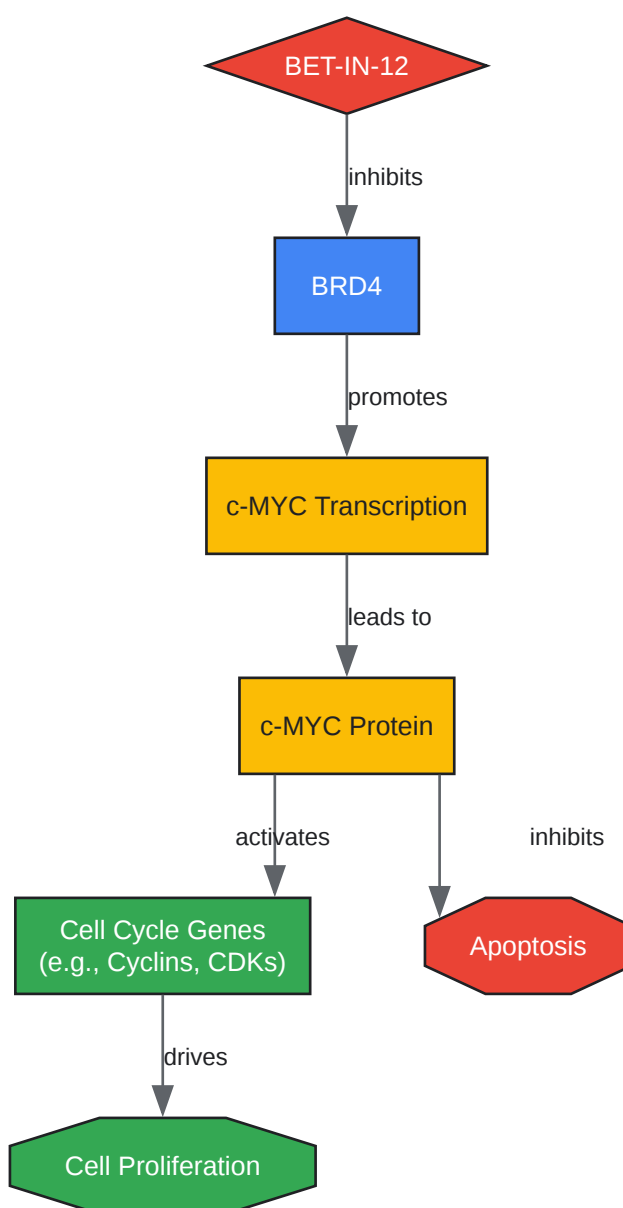 BET-IN-12
inhibits
BRD4
promotes
c-MYC Transcription
leads to
c-MYC Protein
activates
inhibits
Cell Cycle Genes
(e.g., Cyclins, CDKs)
Apoptosis
drives
Cell Proliferation